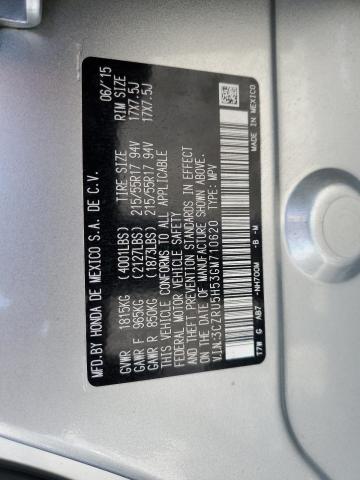 MFD.BY HONDA DE MEXICO S.A. DE C.V. 06/'15
GVWR 1815KG (4001LBS) TIRE SIZE RIM SIZE
GAWR F 965KG (2127LBS) 215/55R17 94V 17X7.5J
GAWR R 850KG (1873LBS) 215/55R17 94V 17X7.5J
THIS VEHICLE CONFORMS TO ALL APPLICABLE
FEDERAL MOTOR VEHICLE SAFETY
AND THEFT PREVENTION STANDARDS IN EFFECT
ON THE DATE OF MANUFACTURE SHOWN ABOVE.
V.I.N:3CZRU5H53GM710620 TYPE: MPV
T7W G AB7 -NH700M -B -M
MADE IN MEXICO